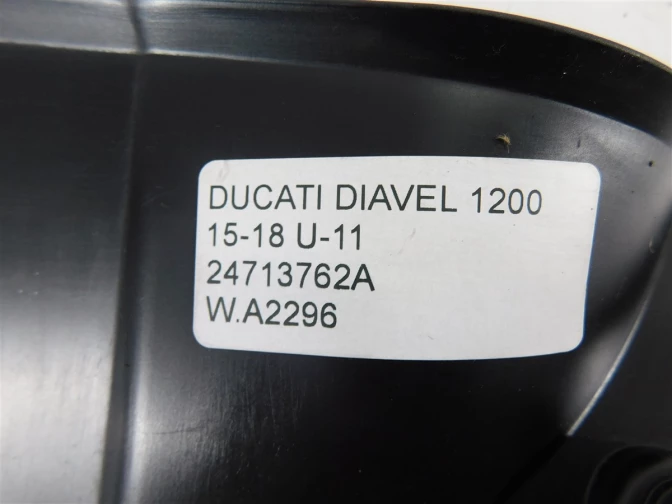 DUCATI DIAVEL 1200
15-18 U-11
24713762A
W.A2296